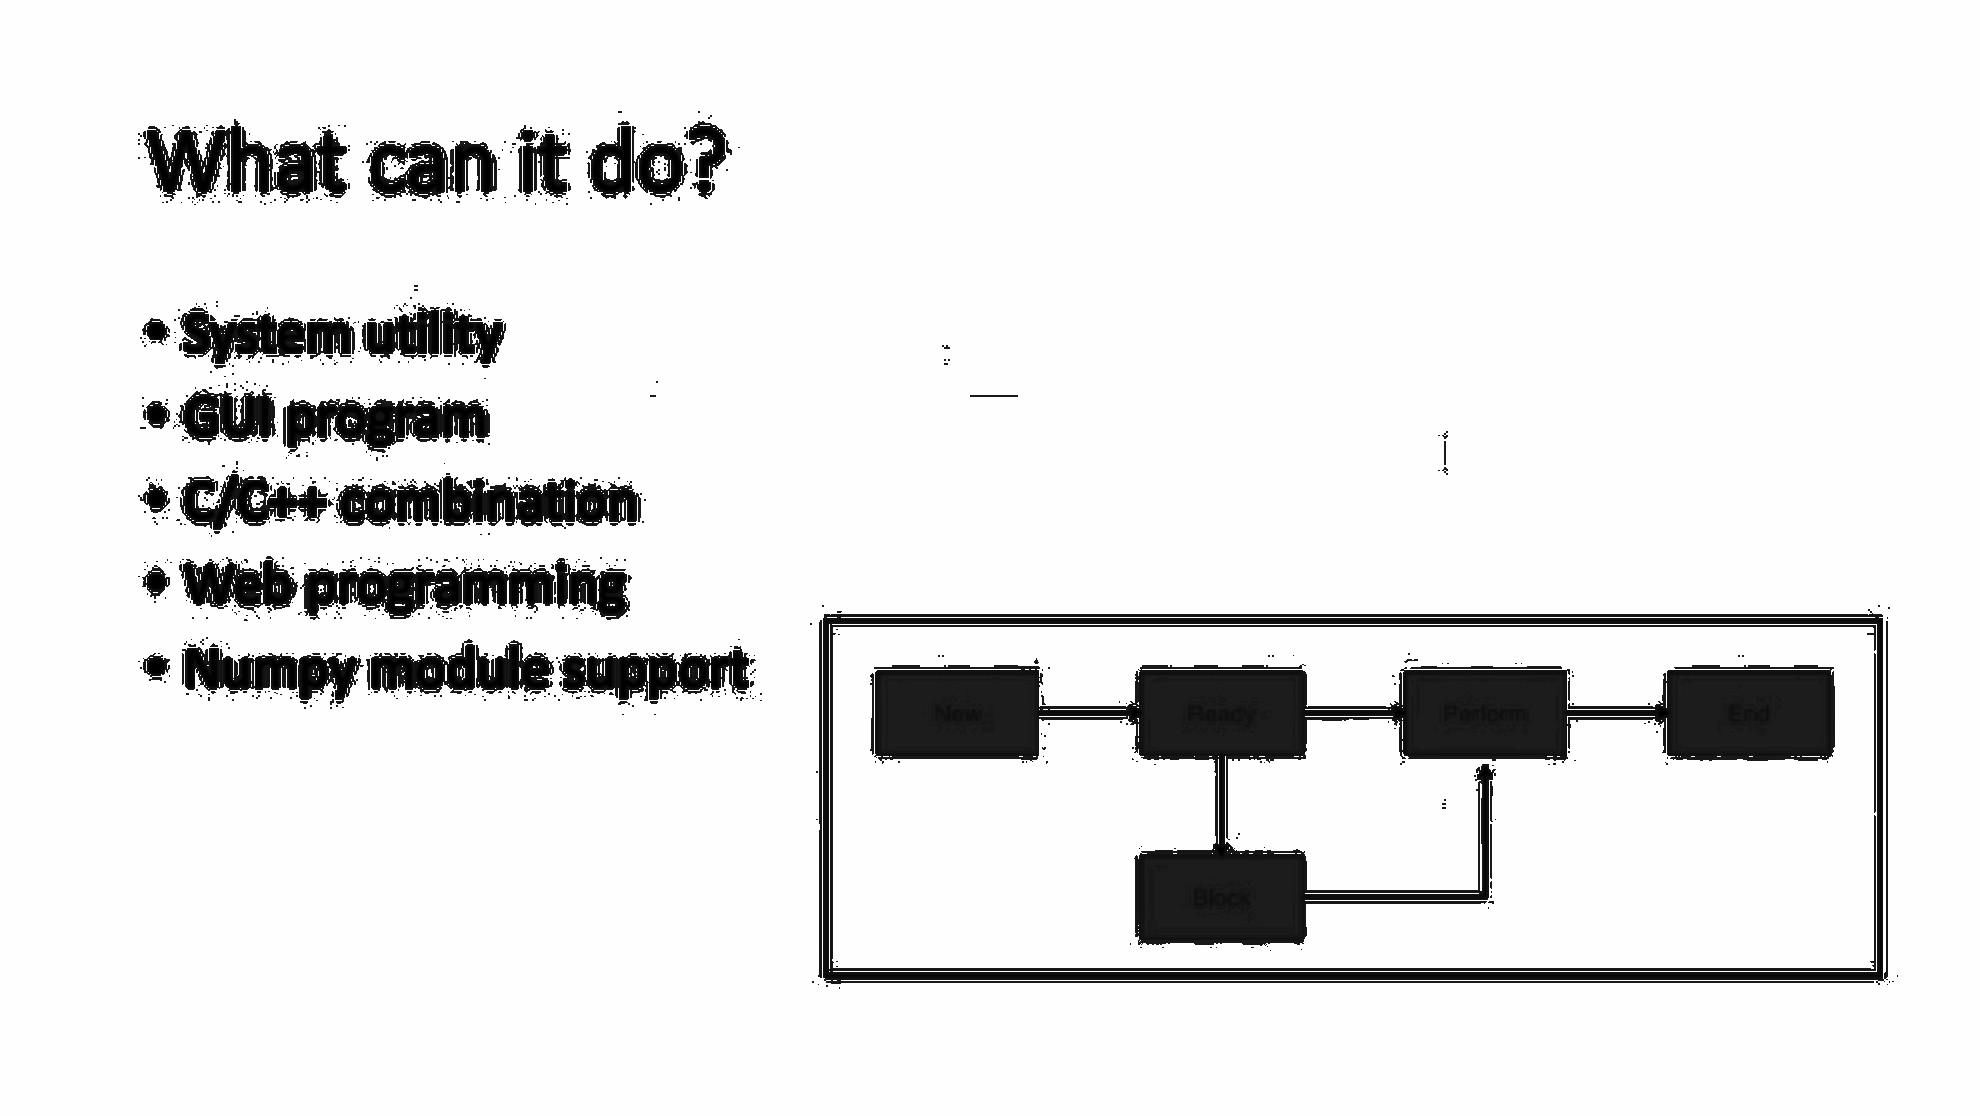 What can it do?
• System utility
• GUI program
• C/C++ combination
• Web programming
• Numpy module support
New
Ready
Perform
End
Block